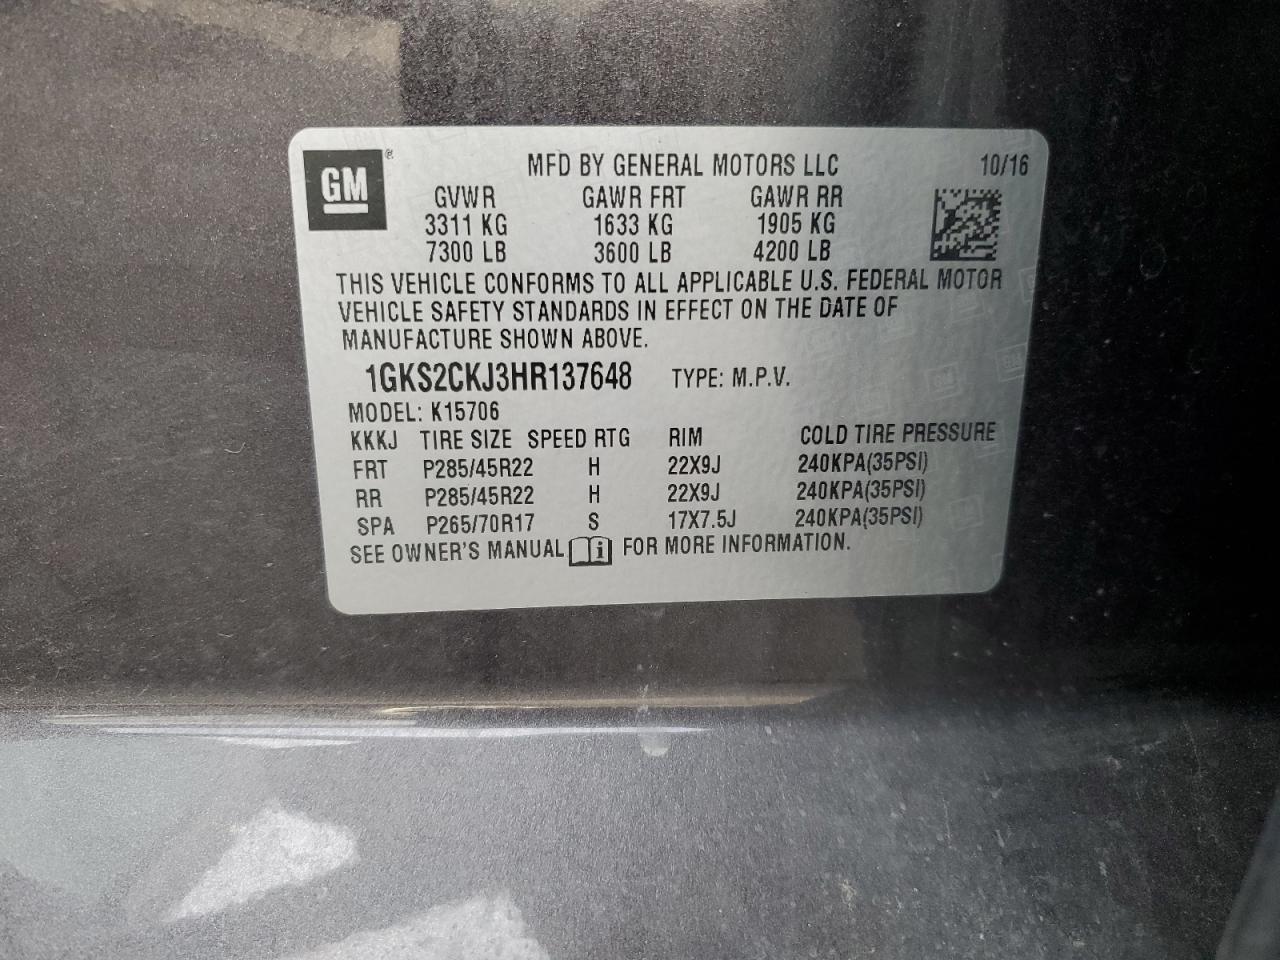 GM ®
MFD BY GENERAL MOTORS LLC 10/16
GVWR GAWR FRT GAWR RR
3311 KG 1633 KG 1905 KG
7300 LB 3600 LB 4200 LB
THIS VEHICLE CONFORMS TO ALL APPLICABLE U.S. FEDERAL MOTOR
VEHICLE SAFETY STANDARDS IN EFFECT ON THE DATE OF
MANUFACTURE SHOWN ABOVE.
1GKS2CKJ3HR137648 TYPE: M.P.V.
MODEL: K15706
KKKJ TIRE SIZE SPEED RTG RIM COLD TIRE PRESSURE
FRT P285/45R22 H 22X9J 240KPA(35PSI)
RR P285/45R22 H 22X9J 240KPA(35PSI)
SPA P265/70R17 S 17X7.5J 240KPA(35PSI)
SEE OWNER'S MANUAL i FOR MORE INFORMATION.